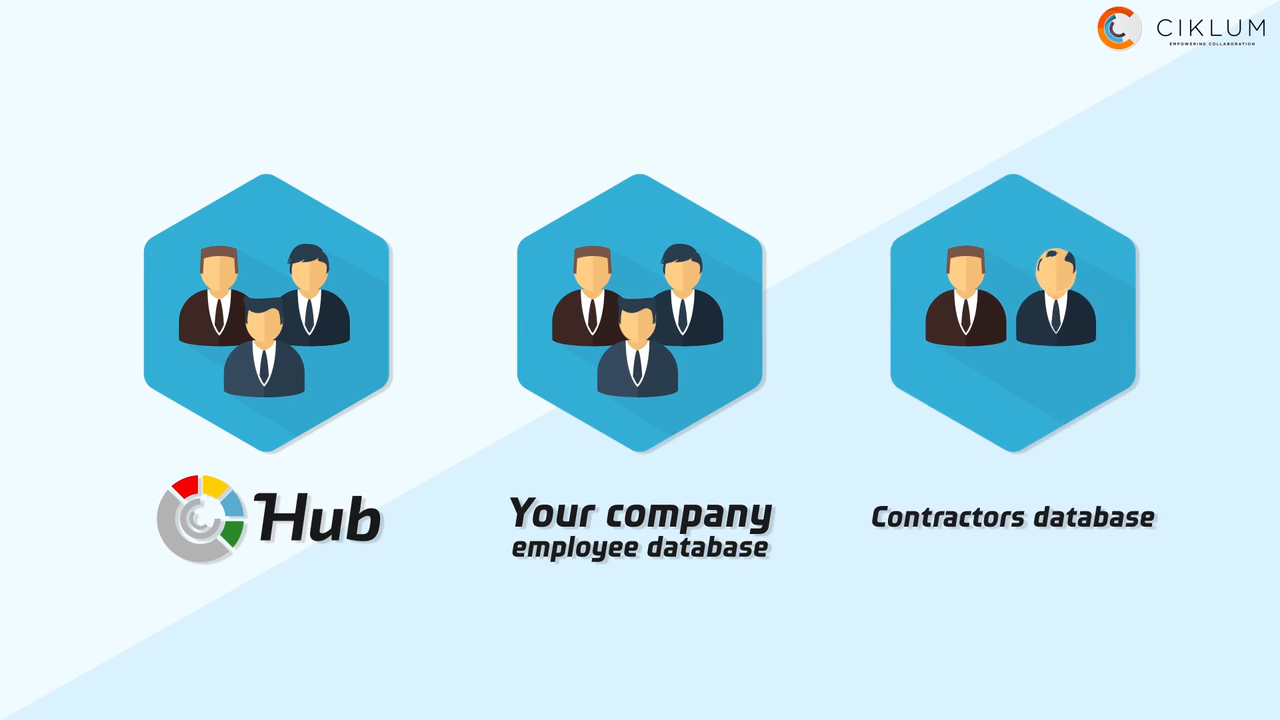 CIKLUM
EMPOWERING COLLABORATION
Hub
Your company
employee database
Contractors database